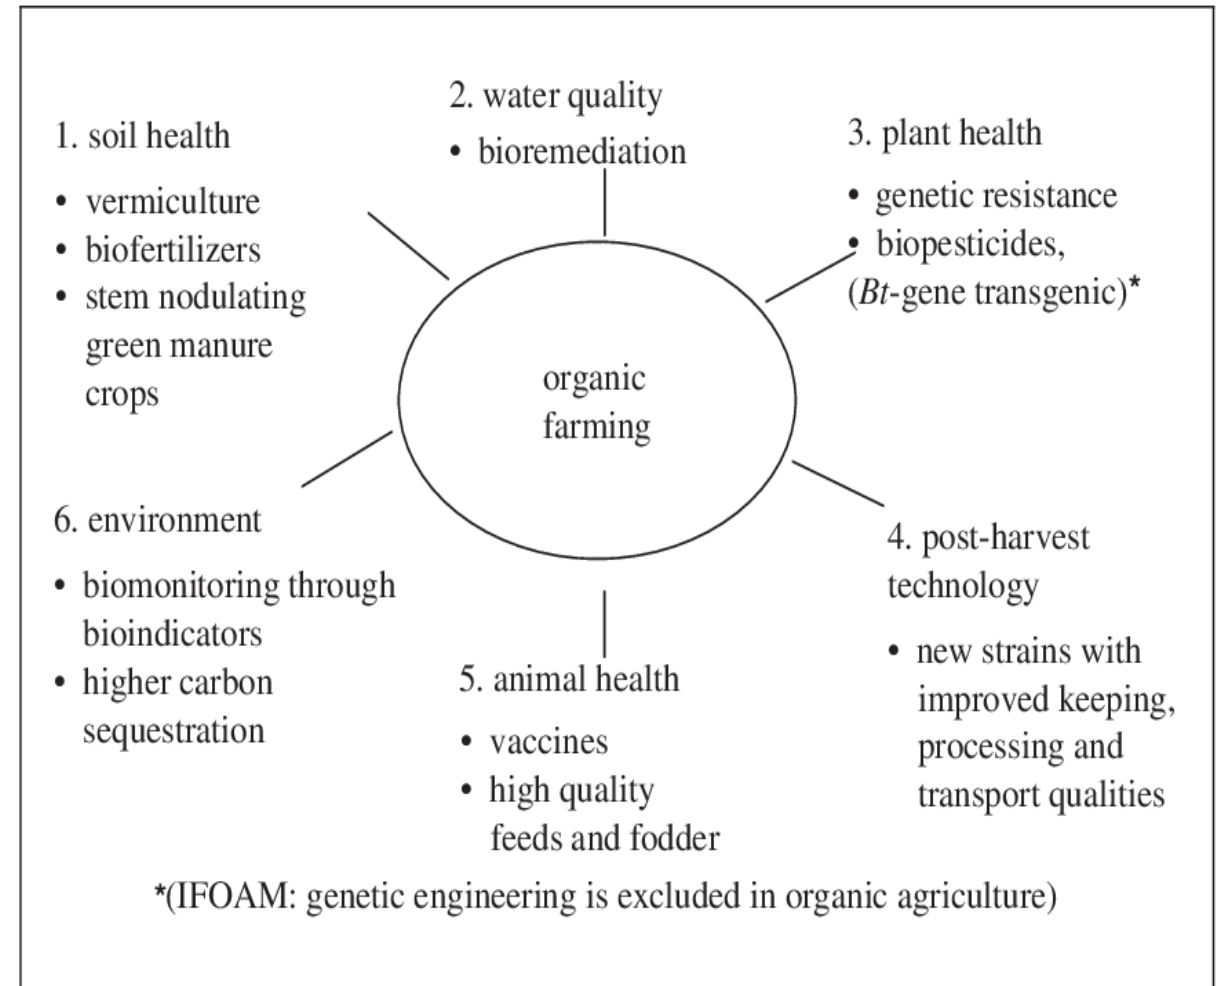 1. soil health
• vermiculture
• biofertilizers
• stem nodulating
green manure
crops
2. water quality
• bioremediation
3. plant health
• genetic resistance
• biopesticides,
(Bt-gene transgenic)*
organic
farming
4. post-harvest
technology
• new strains with
improved keeping,
processing and
transport qualities
5. animal health
• vaccines
• high quality
feeds and fodder
6. environment
• biomonitoring through
bioindicators
• higher carbon
sequestration
*(IFOAM: genetic engineering is excluded in organic agriculture)